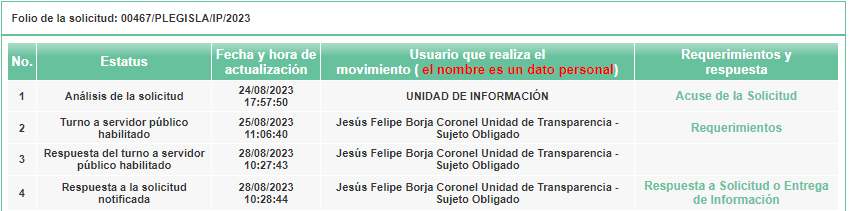 Folio de la solicitud: 00467/PLEGISLA/IP/2023
No. Estatus Fecha y hora de actualización Usuario que realiza el movimiento ( el nombre es un dato personal) Requerimientos y respuesta
1 Análisis de la solicitud 24/08/2023 17:57:50 UNIDAD DE INFORMACIÓN Acuse de la Solicitud
2 Turno a servidor público habilitado 25/08/2023 11:06:40 Jesús Felipe Borja Coronel Unidad de Transparencia - Sujeto Obligado Requerimientos
3 Respuesta del turno a servidor público habilitado 28/08/2023 10:27:43 Jesús Felipe Borja Coronel Unidad de Transparencia - Sujeto Obligado
4 Respuesta a la solicitud notificada 28/08/2023 10:28:44 Jesús Felipe Borja Coronel Unidad de Transparencia - Sujeto Obligado Respuesta a Solicitud o Entrega de Información